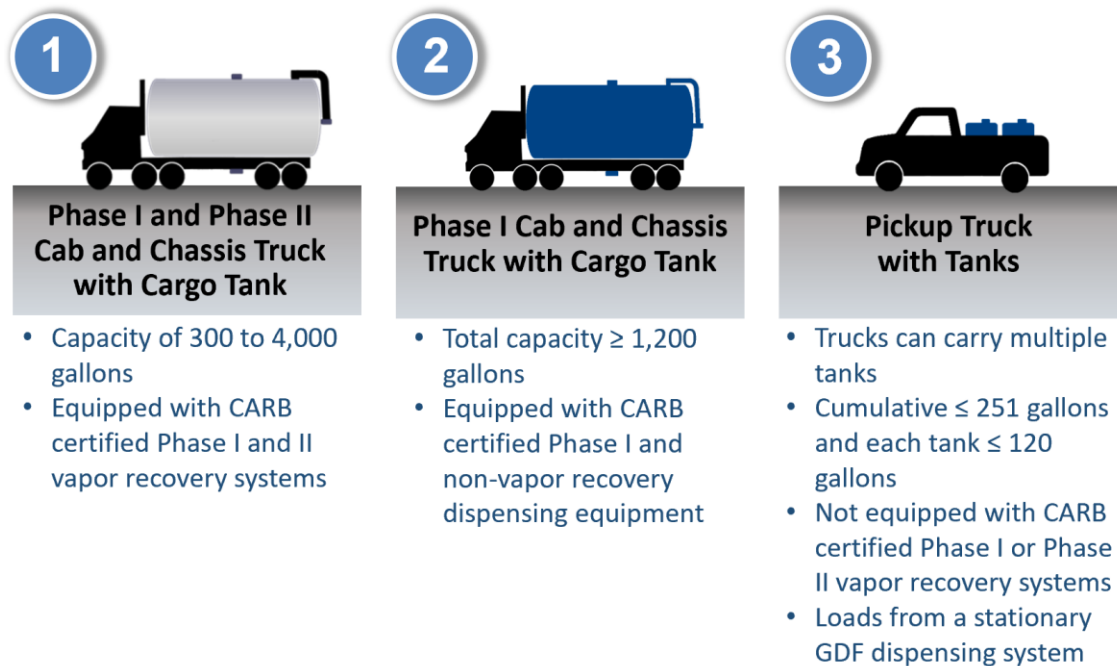 1
Phase I and Phase II
Cab and Chassis Truck
with Cargo Tank
• Capacity of 300 to 4,000
gallons
• Equipped with CARB
certified Phase I and II
vapor recovery systems
2
Phase I Cab and Chassis
Truck with Cargo Tank
• Total capacity ≥ 1,200
gallons
• Equipped with CARB
certified Phase I and
non-vapor recovery
dispensing equipment
3
Pickup Truck
with Tanks
• Trucks can carry multiple
tanks
• Cumulative ≤ 251 gallons
and each tank ≤ 120
gallons
• Not equipped with CARB
certified Phase I or Phase
II vapor recovery systems
• Loads from a stationary
GDF dispensing system